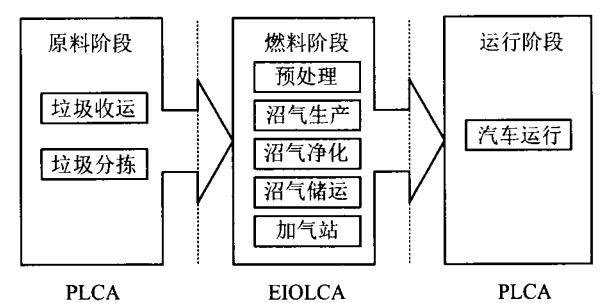 原料阶段
垃圾收运
垃圾分拣
PLCA
燃料阶段
预处理
沼气生产
沼气净化
沼气储运
加气站
EIOLCA
运行阶段
汽车运行
PLCA